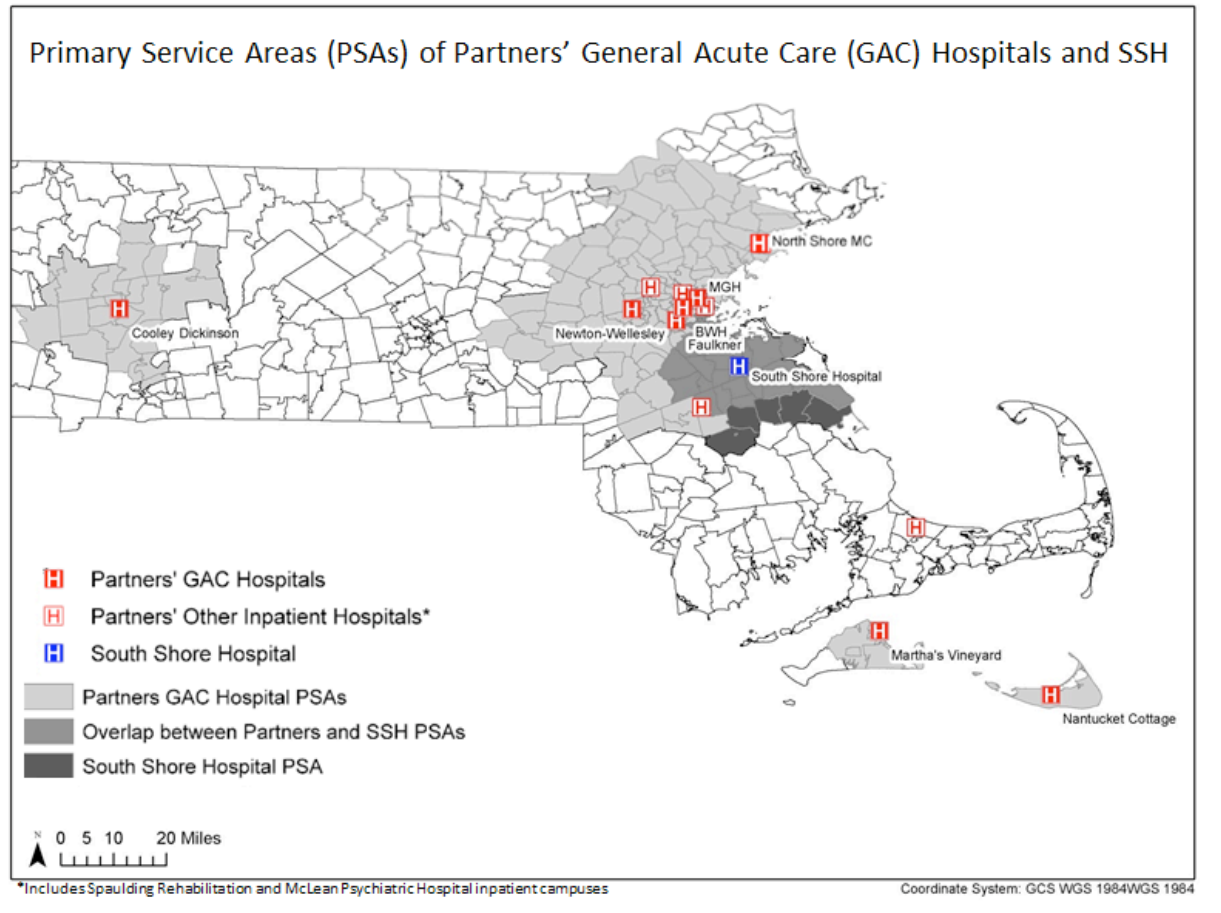 Primary Service Areas (PSAs) of Partners’ General Acute Care (GAC) Hospitals and SSH
H North Shore MC
H
H H MGH
H H H
H
H
Cooley Dickinson
Newton-Wellesley
BWH
Faulkner
H
South Shore Hospital
H
H
H Partners' GAC Hospitals
H Partners' Other Inpatient Hospitals*
H South Shore Hospital
H
Martha's Vineyard
H
Nantucket Cottage
Partners GAC Hospital PSAs
Overlap between Partners and SSH PSAs
South Shore Hospital PSA
N 0 5 10 20 Miles
*Includes Spaulding Rehabilitation and McLean Psychiatric Hospital inpatient campuses
Coordinate System: GCS WGS 1984WGS 1984